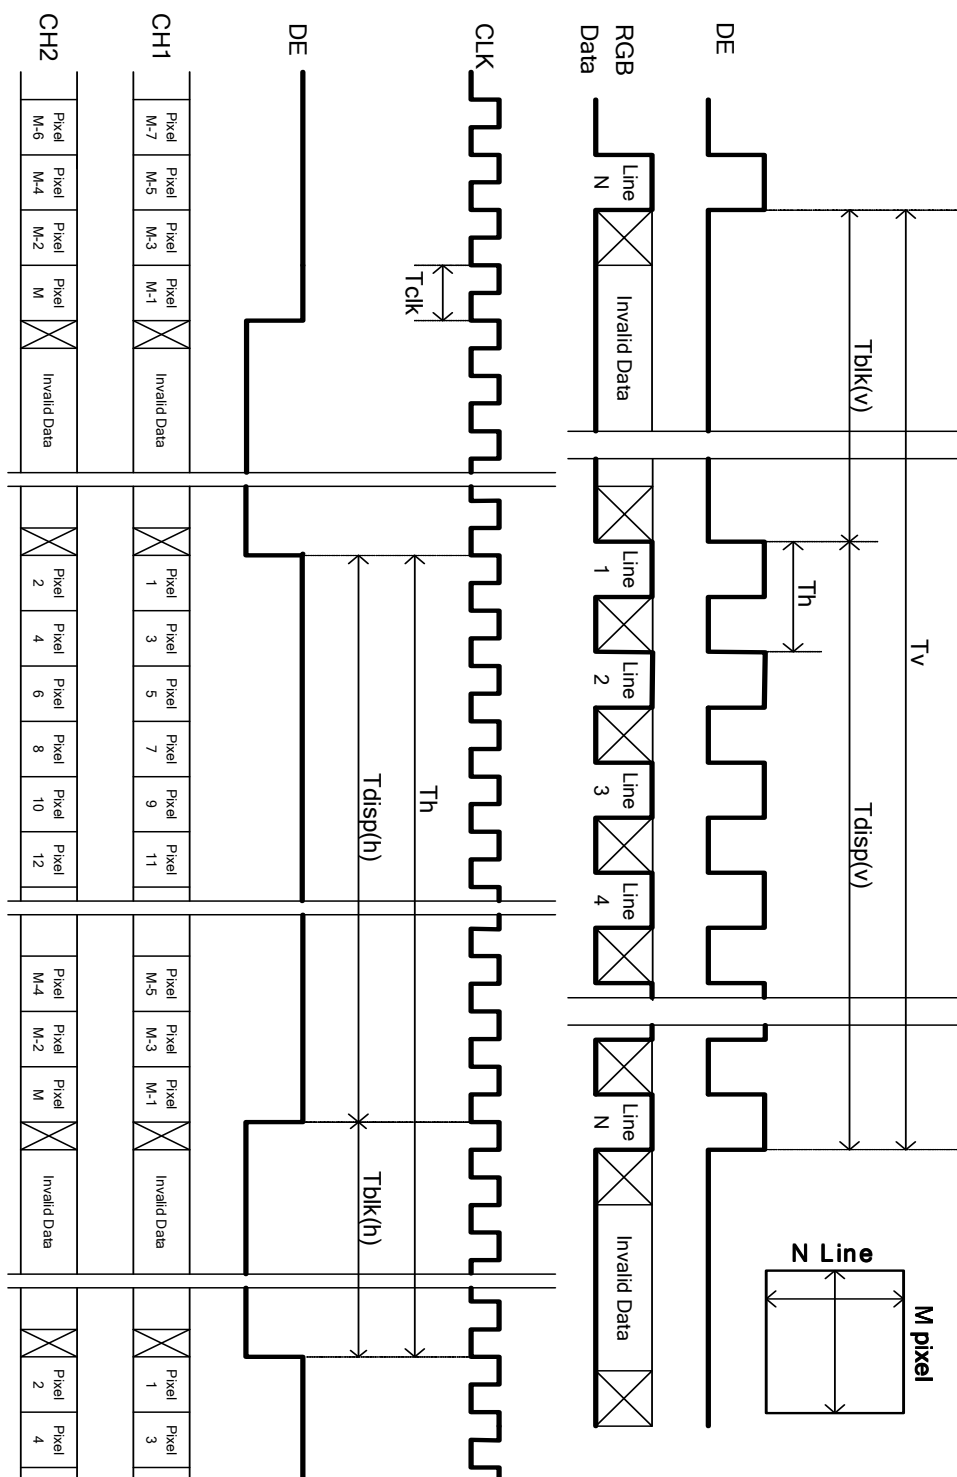 Tv
Tblk(v)
Tdisp(v)
Th
DE
RGB
Data
Line
N
Invalid Data
Line
1
Line
2
Line
3
Line
4
Line
N
Invalid Data
N Line
M pixel
CLK
Tclk
Th
Tdisp(h)
Tblk(h)
DE
CH1
Pixel
M-7
Pixel
M-5
Pixel
M-3
Pixel
M-1
Invalid Data
Pixel
1
Pixel
3
Pixel
5
Pixel
7
Pixel
9
Pixel
11
Pixel
M-5
Pixel
M-3
Pixel
M-1
Invalid Data
Pixel
1
Pixel
3
CH2
Pixel
M-6
Pixel
M-4
Pixel
M-2
Pixel
M
Invalid Data
Pixel
2
Pixel
4
Pixel
6
Pixel
8
Pixel
10
Pixel
12
Pixel
M-4
Pixel
M-2
Pixel
M
Invalid Data
Pixel
2
Pixel
4